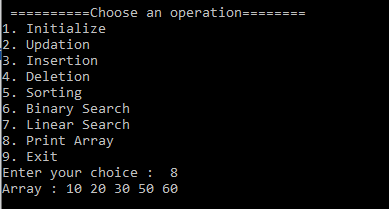 ==========Choose an operation========
1. Initialize
2. Updation
3. Insertion
4. Deletion
5. Sorting
6. Binary Search
7. Linear Search
8. Print Array
9. Exit
Enter your choice :  8
Array : 10 20 30 50 60